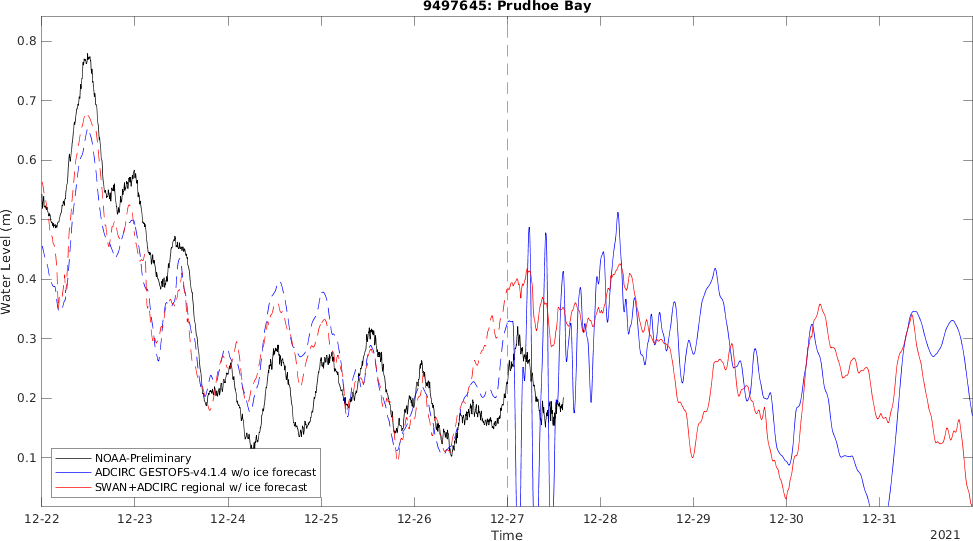 9497645: Prudhoe Bay
0.8
0.7
0.6
0.5
0.4
0.3
0.2
0.1
Water Level (m)
NOAA-Preliminary
ADCIRC GESTOFS-v4.1.4 w/o ice forecast
SWAN+ADCIRC regional w/ ice forecast
12-22 12-23 12-24 12-25 12-26 12-27 12-28 12-29 12-30 12-31
Time
2021